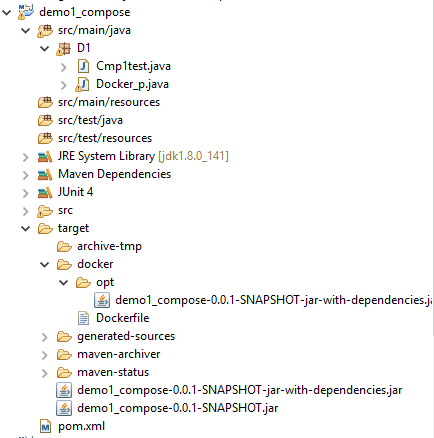 demo1_compose
src/main/java
D1
Cmp1test.java
Docker_p.java
src/main/resources
src/test/java
src/test/resources
JRE System Library [jdk1.8.0_141]
Maven Dependencies
JUnit 4
src
target
archive-tmp
docker
opt
demo1_compose-0.0.1-SNAPSHOT-jar-with-dependencies.ja
Dockerfile
generated-sources
maven-archiver
maven-status
demo1_compose-0.0.1-SNAPSHOT-jar-with-dependencies.jar
demo1_compose-0.0.1-SNAPSHOT.jar
pom.xml